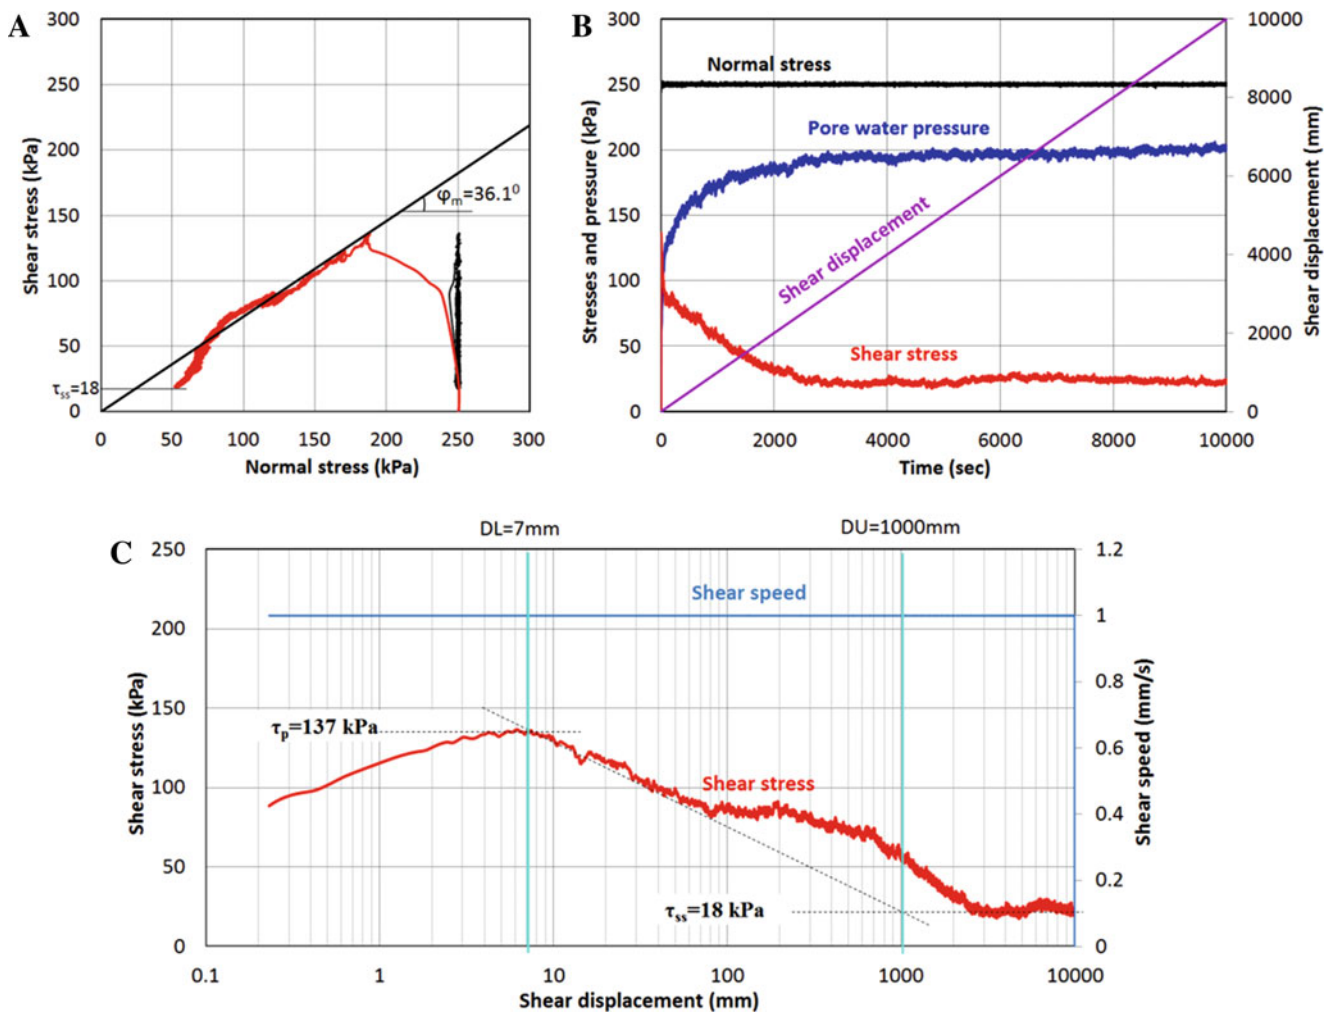 A
300
250
200
150
100
50
0
Shear stress (kPa)
φm=36.1⁰
τss=18
0 50 100 150 200 250 300
Normal stress (kPa)
B
300
250
200
150
100
50
0
Stresses and pressure (kPa)
Normal stress
Pore water pressure
Shear displacement
Shear stress
10000
8000
6000
4000
2000
0
Shear displacement (mm)
0 2000 4000 6000 8000 10000
Time (sec)
C
DL=7mm DU=1000mm
250
200
150
100
50
0
Shear stress (kPa)
Shear speed
τp=137 kPa
Shear stress
τss=18 kPa
1.2
1
0.8
0.6
0.4
0.2
0
Shear speed (mm/s)
0.1 1 10 100 1000 10000
Shear displacement (mm)